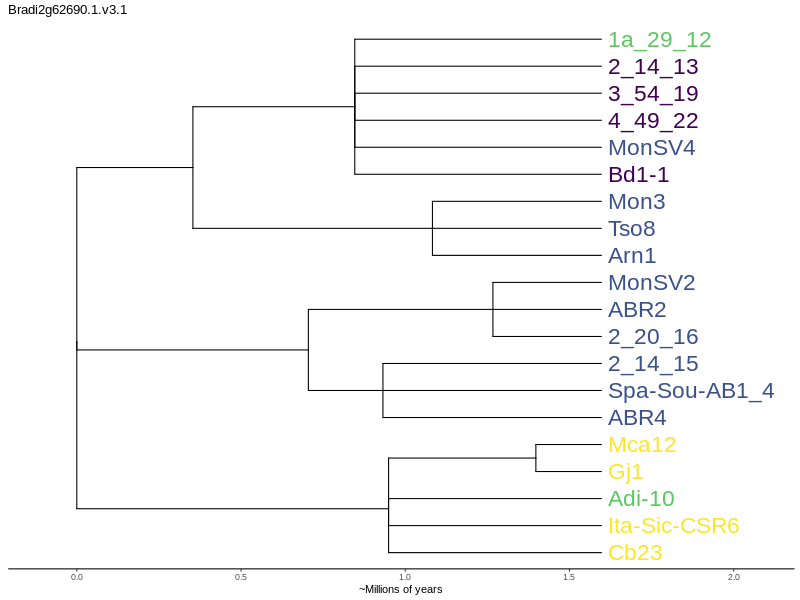 Bradi2g62690.1.v3.1
1a_29_12
2_14_13
3_54_19
4_49_22
MonSV4
Bd1-1
Mon3
Tso8
Arn1
MonSV2
ABR2
2_20_16
2_14_15
Spa-Sou-AB1_4
ABR4
Mca12
Gj1
Adi-10
Ita-Sic-CSR6
Cb23
0.0 0.5 1.0 1.5 2.0
~Millions of years